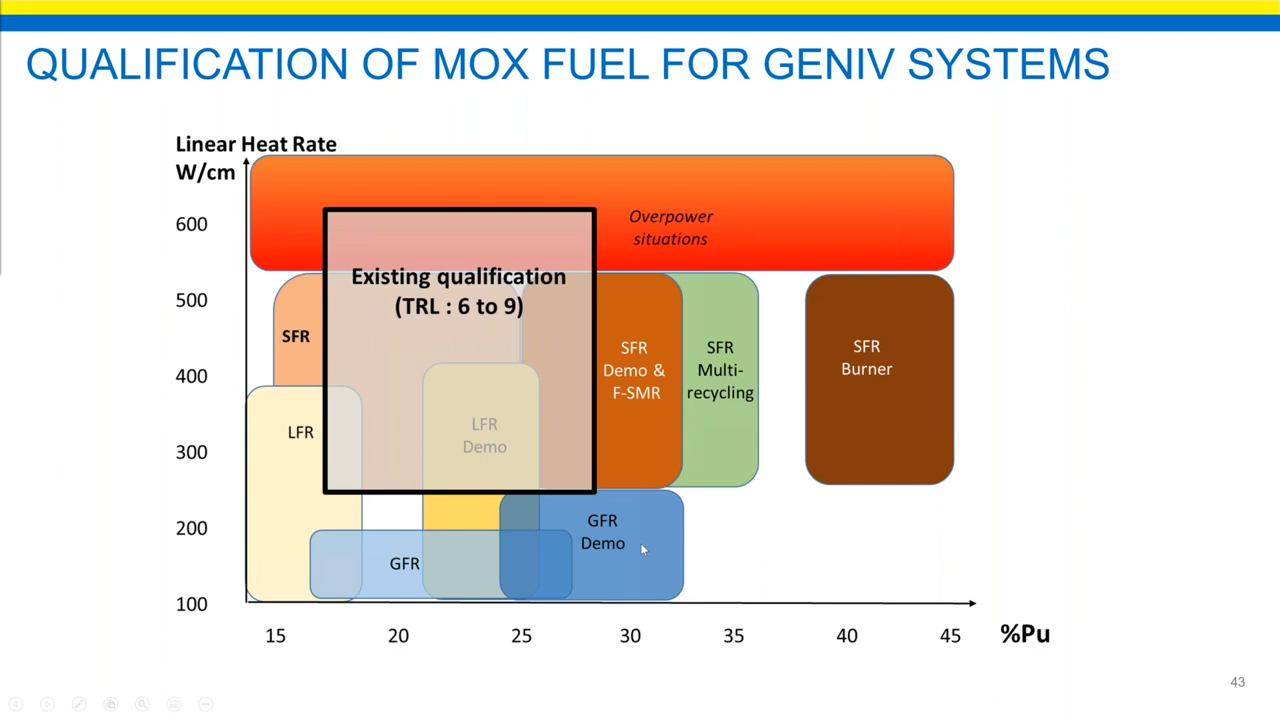 QUALIFICATION OF MOX FUEL FOR GENIV SYSTEMS
Linear Heat Rate
W/cm
600
500
400
300
200
100
Overpower
situations
Existing qualification
(TRL : 6 to 9)
SFR
LFR
LFR
Demo
SFR
Demo &
F-SMR
SFR
Multi-
recycling
SFR
Burner
GFR
Demo
GFR
15
20
25
30
35
40
45
%Pu
43